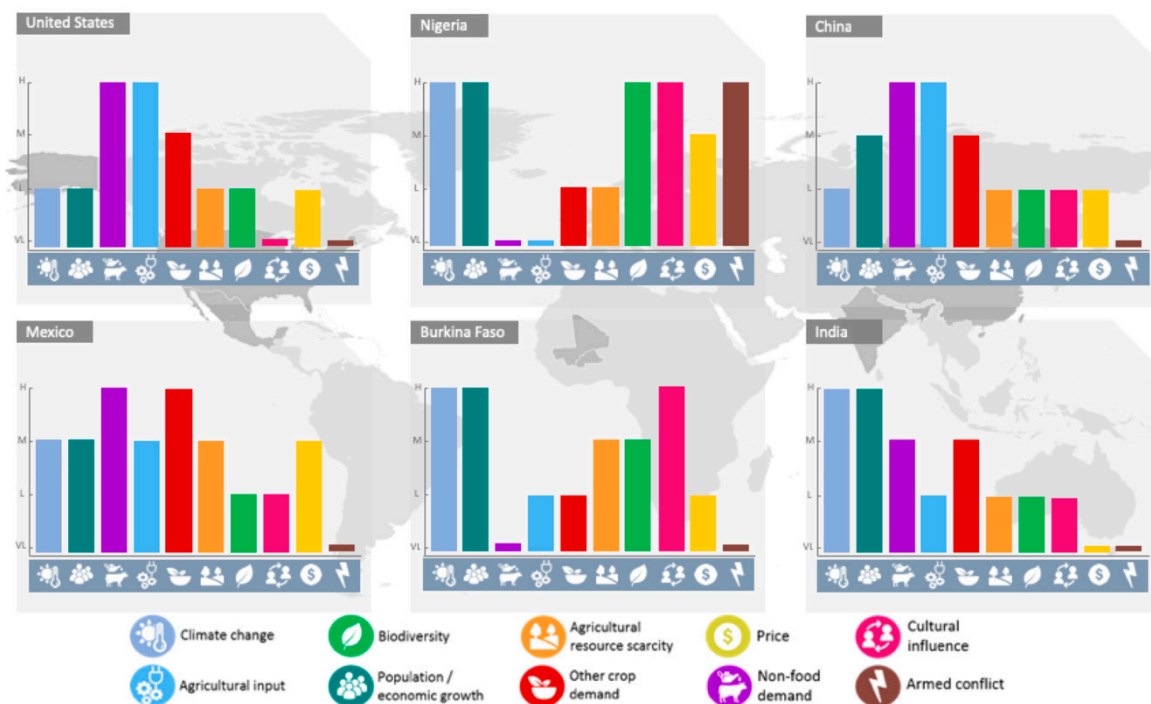 United States
Nigeria
China
H
M
L
VL
H
M
L
VL
H
M
L
VL
$
$
$
Mexico
Burkina Faso
India
H
M
L
VL
H
M
L
VL
H
M
L
VL
$
$
$
Climate change
Biodiversity
Agricultural
resource scarcity
$
Price
Cultural
influence
Agricultural input
Population /
economic growth
Other crop
demand
Non-food
demand
Armed conflict